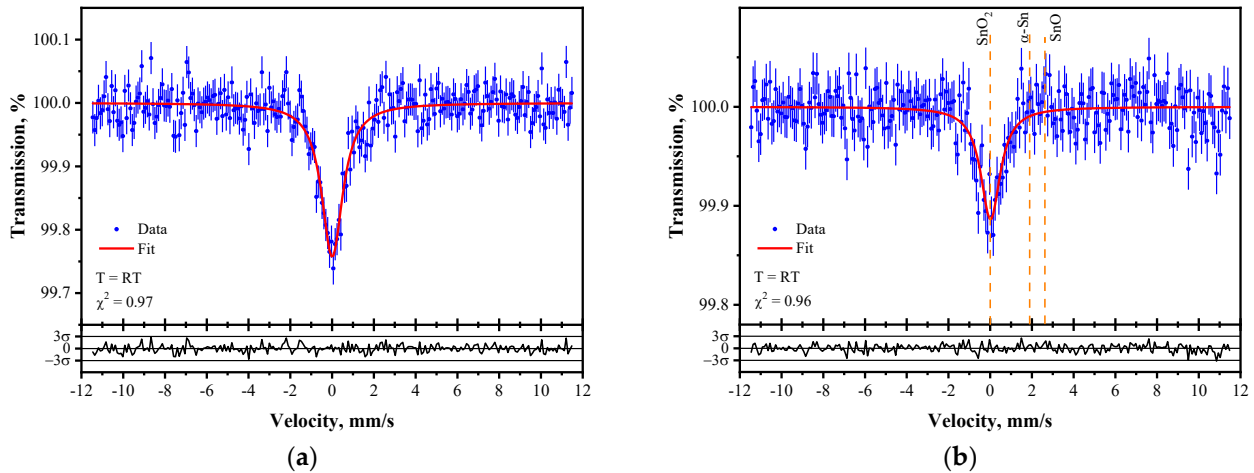 100.1
100.0
99.9
99.8
99.7
Transmission, %
Data
Fit
T = RT
χ² = 0.97
3σ
0
−3σ
-12 -10 -8 -6 -4 -2 0 2 4 6 8 10 12
Velocity, mm/s
(a)
SnO₂
α-Sn
SnO
100.0
99.9
99.8
Transmission, %
Data
Fit
T = RT
χ² = 0.96
3σ
0
−3σ
-12 -10 -8 -6 -4 -2 0 2 4 6 8 10 12
Velocity, mm/s
(b)